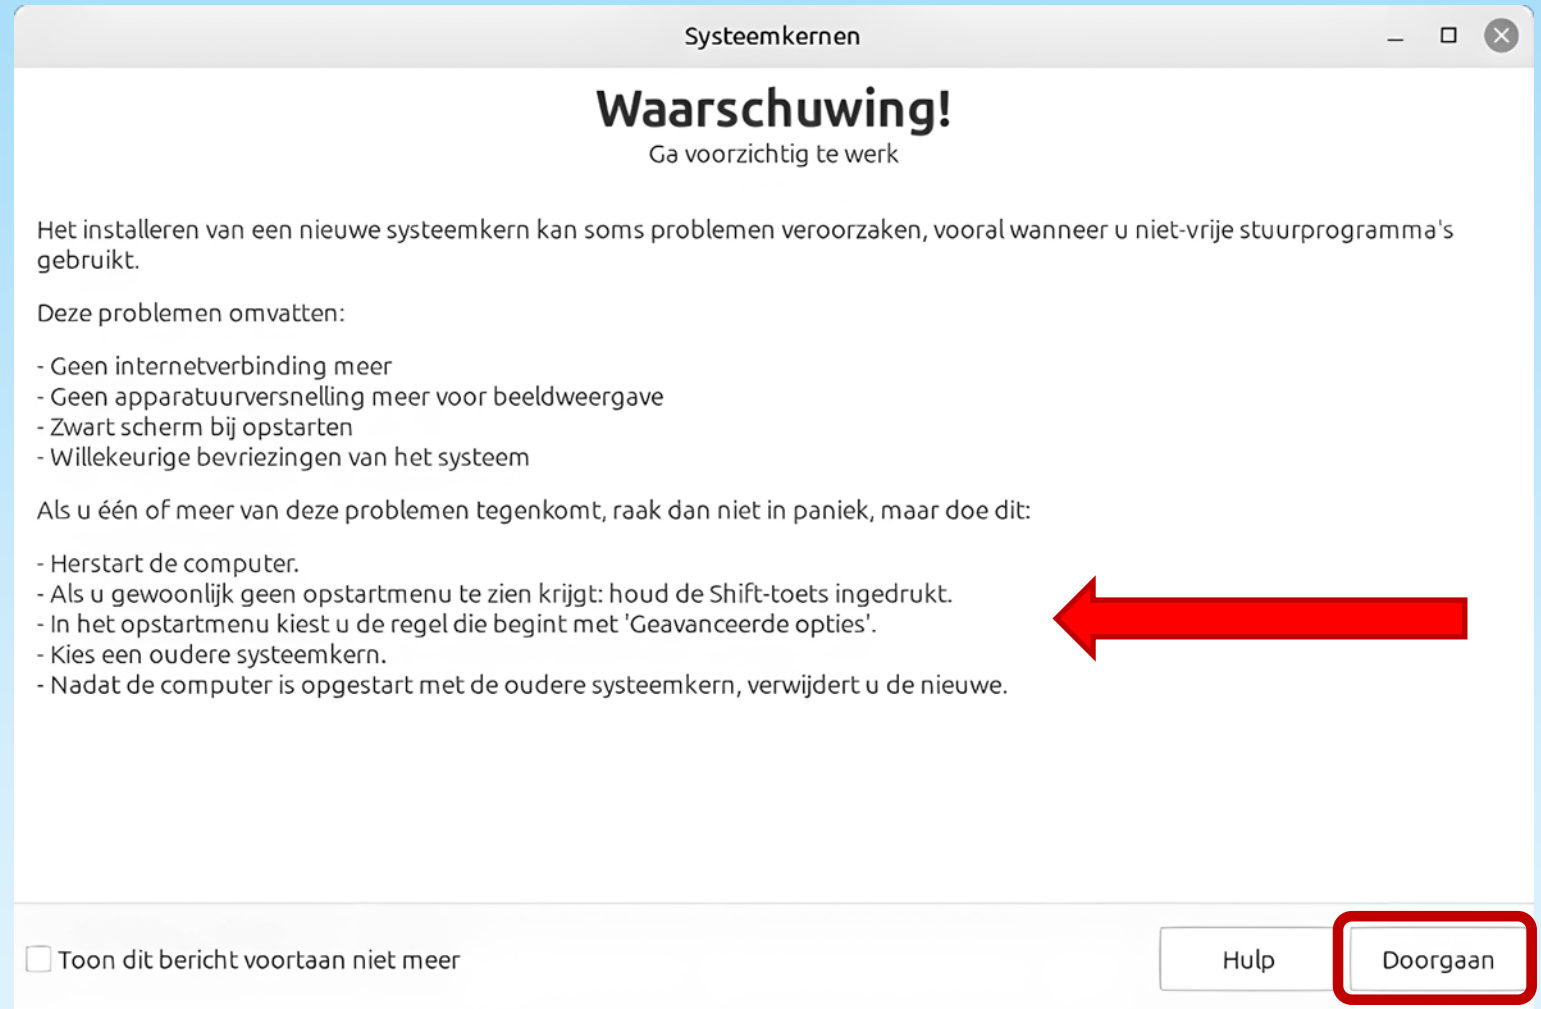 Systeemkernen
Waarschuwing!
Ga voorzichtig te werk
Het installeren van een nieuwe systeemkern kan soms problemen veroorzaken, vooral wanneer u niet-vrije stuurprogramma's
gebruikt.
Deze problemen omvatten:
- Geen internetverbinding meer
- Geen apparatuurversnelling meer voor beeldweergave
- Zwart scherm bij opstarten
- Willekeurige bevriezingen van het systeem
Als u één of meer van deze problemen tegenkomt, raak dan niet in paniek, maar doe dit:
- Herstart de computer.
- Als u gewoonlijk geen opstartmenu te zien krijgt: houd de Shift-toets ingedrukt.
- In het opstartmenu kiest u de regel die begint met 'Geavanceerde opties'.
- Kies een oudere systeemkern.
- Nadat de computer is opgestart met de oudere systeemkern, verwijdert u de nieuwe.
Toon dit bericht voortaan niet meer
Hulp
Doorgaan